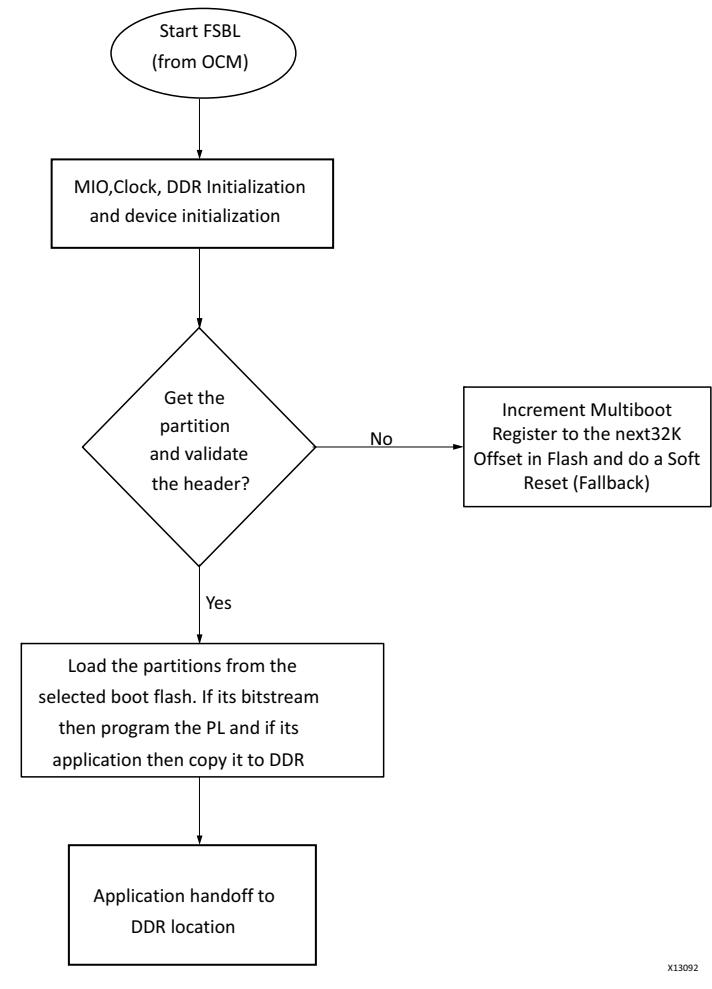 Start FSBL
(from OCM)
MIO,Clock, DDR Initialization
and device initialization
Get the
partition
and validate
the header?
No
Increment Multiboot
Register to the next32K
Offset in Flash and do a Soft
Reset (Fallback)
Yes
Load the partitions from the
selected boot flash. If its bitstream
then program the PL and if its
application then copy it to DDR
Application handoff to
DDR location
X13092